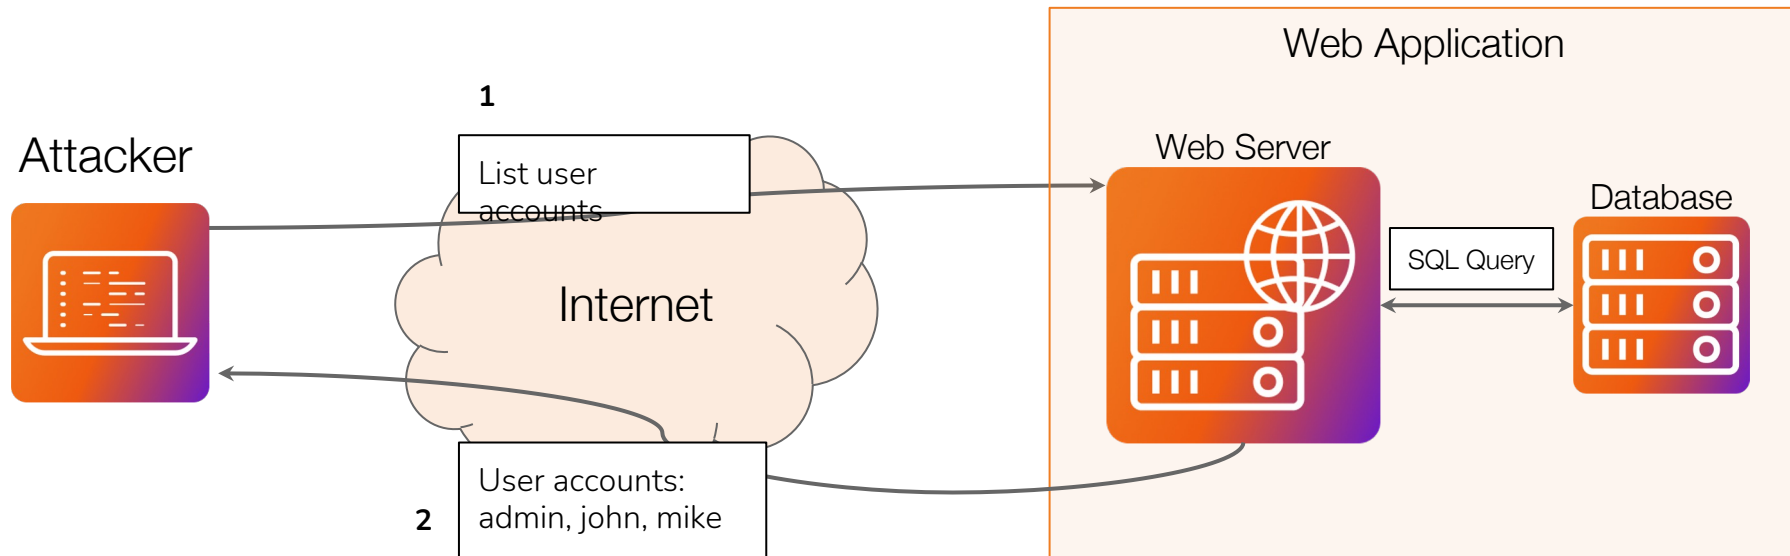 Web Application
1
Attacker
List user
accounts
Web Server
Database
SQL Query
Internet
User accounts:
admin, john, mike
2